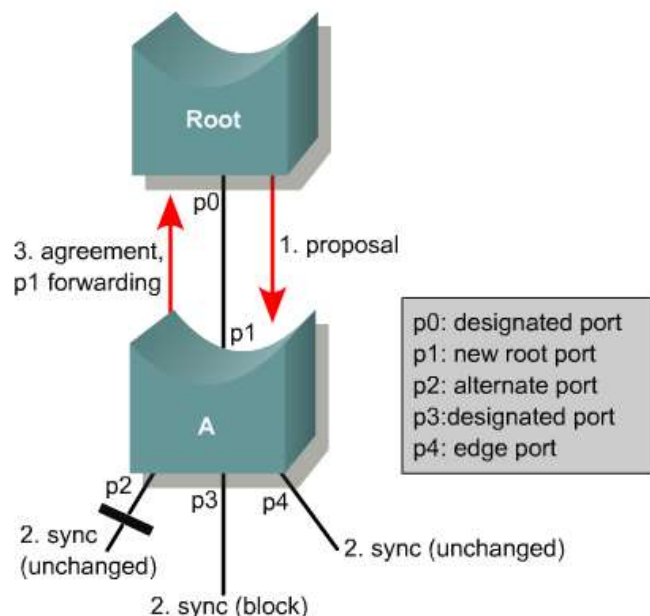 Root
p0
3. agreement,
p1 forwarding
1. proposal
p1
A
p0: designated port
p1: new root port
p2: alternate port
p3:designated port
p4: edge port
p2
p3
p4
2. sync
(unchanged)
2. sync (unchanged)
2. sync (block)